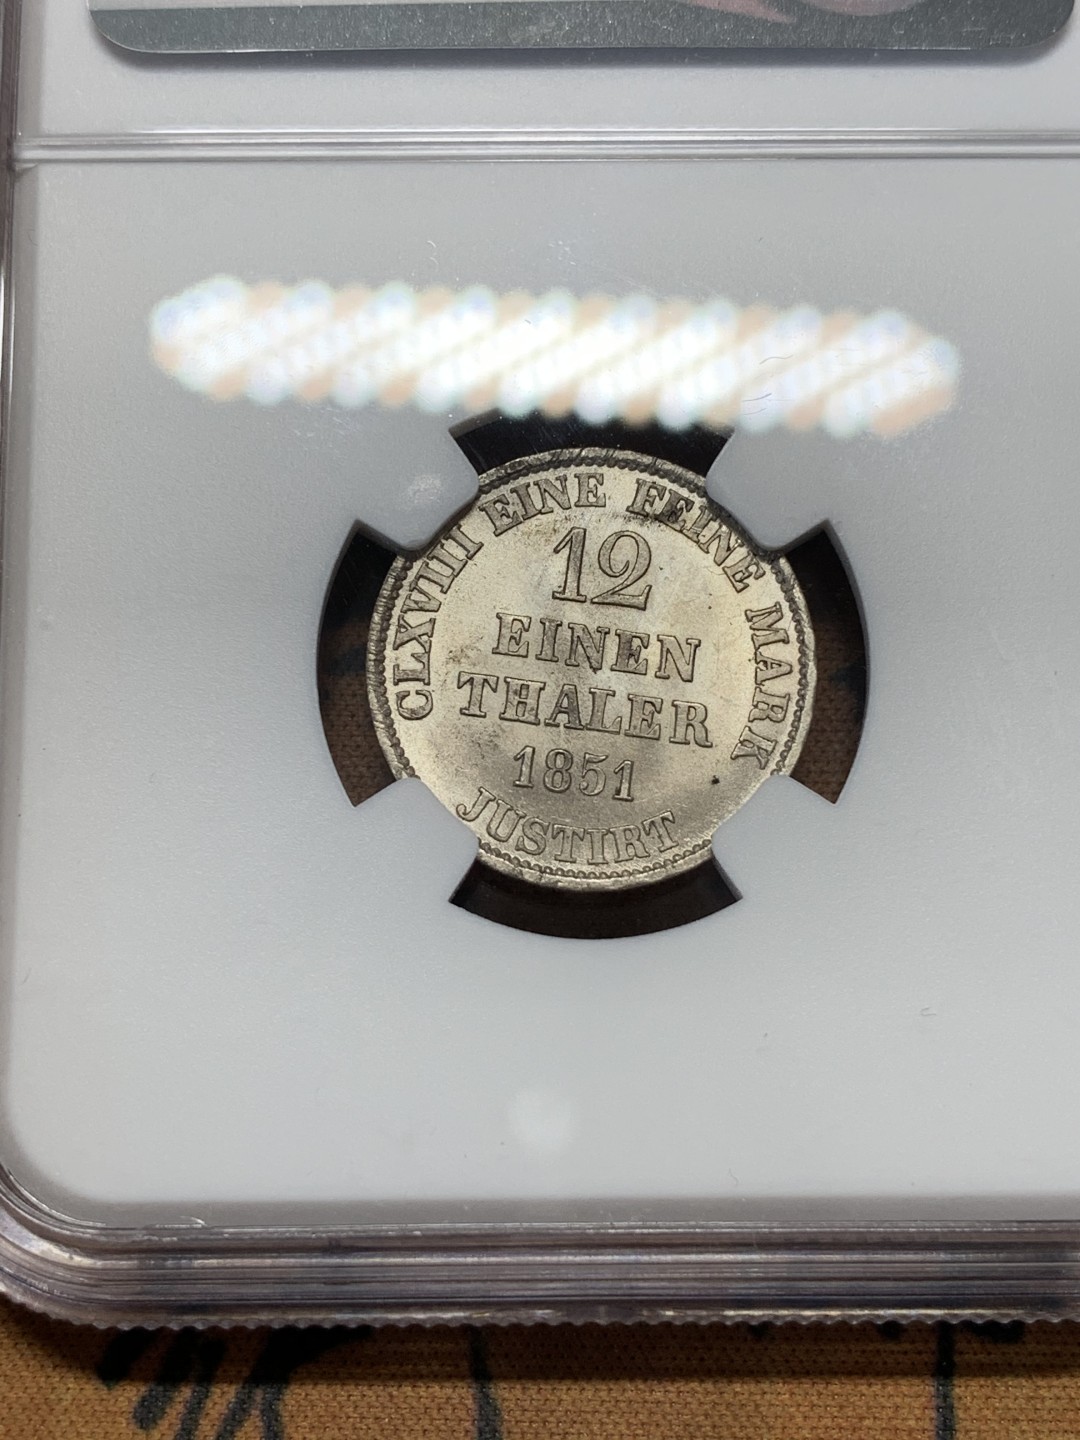 CLXVIII EINE FEINE MARK
12
EINEN
THALER
1851
JUSTIRT